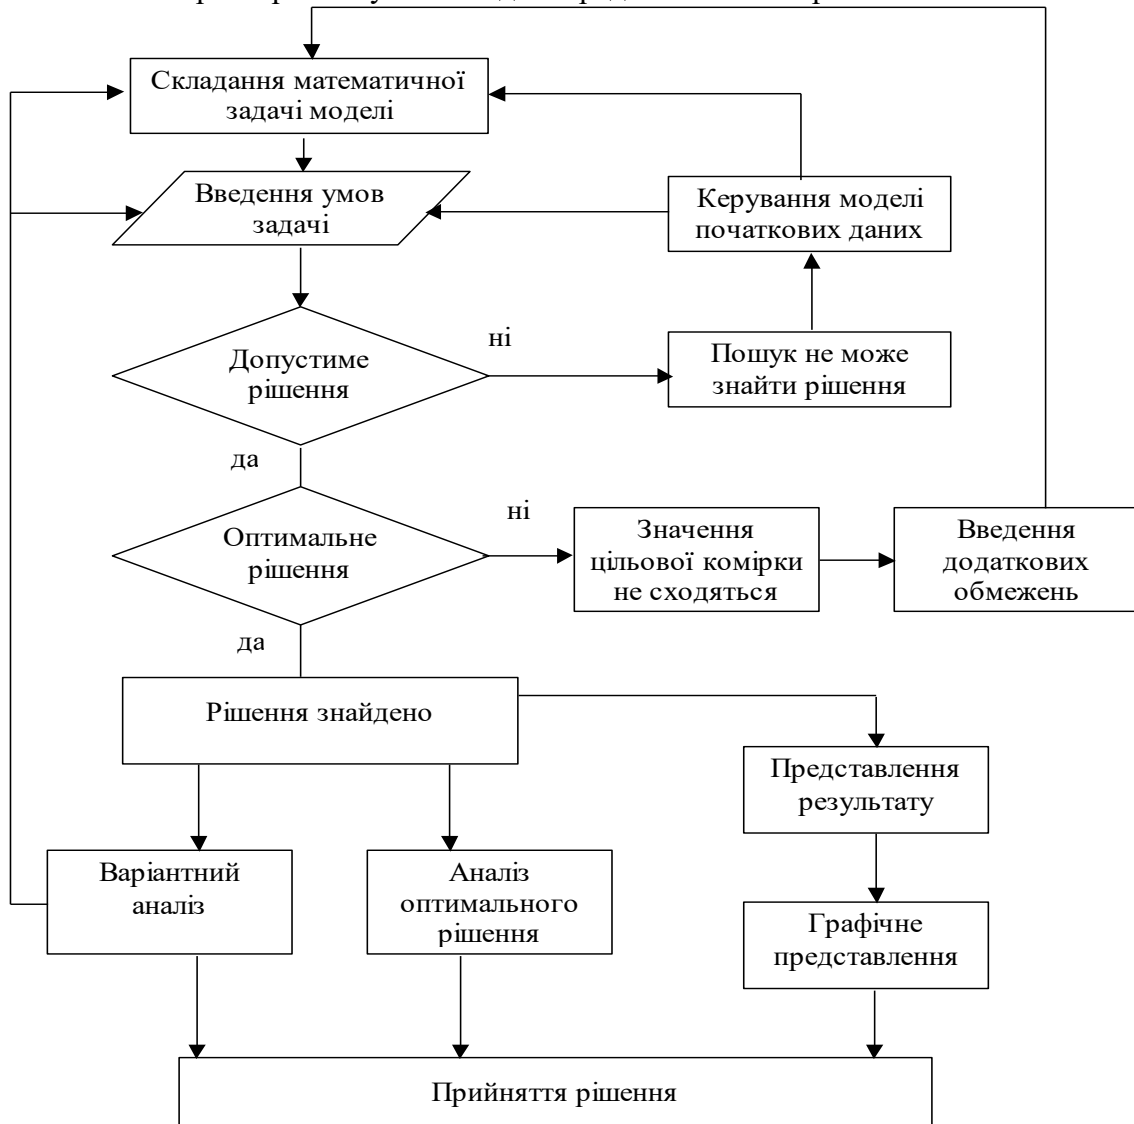 Складання математичної
задачі моделі
Введення умов
задачі
Керування моделі
початкових даних
Допустиме
рішення
ні
Пошук не може
знайти рішення
да
Оптимальне
рішення
ні
Значення
цільової комірки
не сходяться
Введення
додаткових
обмежень
да
Рішення знайдено
Представлення
результату
Варіантний
аналіз
Аналіз
оптимального
рішення
Графічне
представлення
Прийняття рішення